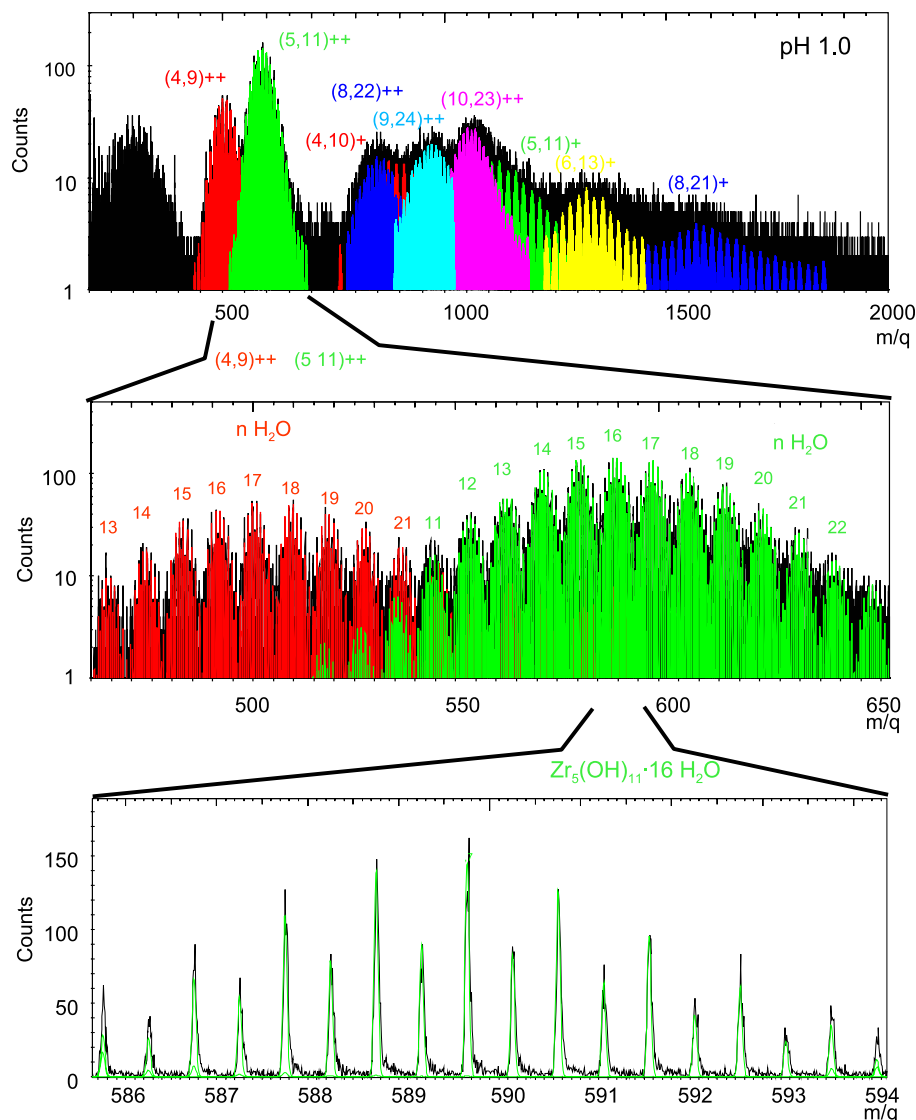 pH 1.0
(5,11)++
(4,9)++
(8,22)++
(10,23)++
(9,24)++
(4,10)+
(5,11)+
(6,13)+
(8,21)+
Counts
100
10
1
500 1000 1500 2000
m/q
(4,9)++ (5 11)++
n H₂O n H₂O
Counts
100
10
1
13 14 15 16 17 18 19 20 21
11 12 13 14 15 16 17 18 19 20 21 22
500 550 600 650
m/q
Zr₅(OH)₁₁·16 H₂O
Counts
150
100
50
0
586 587 588 589 590 591 592 593 594
m/q